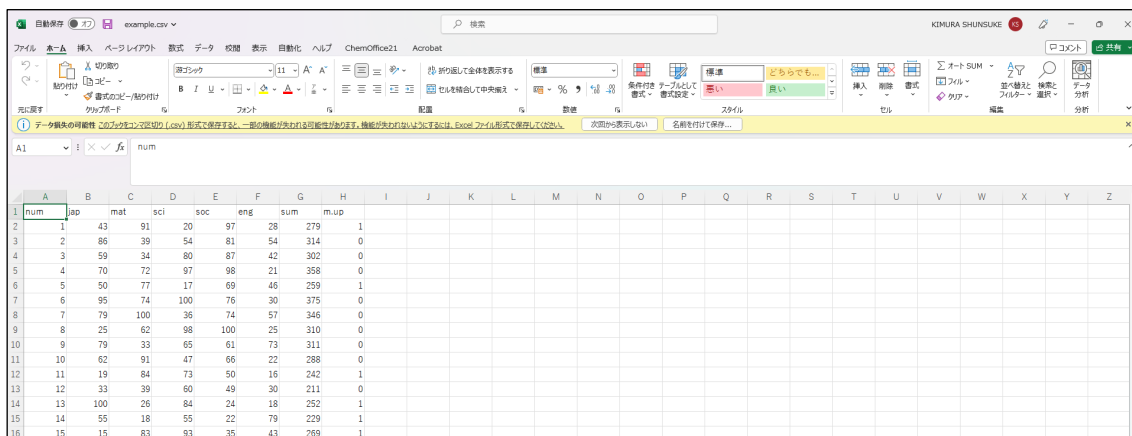 自動保存 オフ example.csv 検索 KIMURA SHUNSUKE KS
ファイル ホーム 挿入 ページ レイアウト 数式 データ 校閲 表示 自動化 ヘルプ ChemOffice21 Acrobat コメント 共有
貼り付け 切り取り コピー 書式のコピー/貼り付け
游ゴシック 11 A A
B I U A
折り返して全体を表示する
セルを結合して中央揃え
標準
% 9
条件付き書式 テーブルとして書式設定
標準 どちらでも...
悪い 良い
挿入 削除 書式
Σ オート SUM
フィル
クリア
並べ替えとフィルター 検索と選択
データ分析
元に戻す クリップボード フォント 配置 数値 スタイル セル 編集 分析
データ損失の可能性 このブックをコンマ区切り (.csv) 形式で保存すると、一部の機能が失われる可能性があります。機能が失われないようにするには、Excel ファイル形式で保存してください。 次回から表示しない 名前を付けて保存...
A1 fx num
A B C D E F G H I J K L M N O P Q R S T U V W X Y Z
1 num jap mat sci soc eng sum m.up
2 1 43 91 20 97 28 279 1
3 2 86 39 54 81 54 314 0
4 3 59 34 80 87 42 302 0
5 4 70 72 97 98 21 358 0
6 5 50 77 17 69 46 259 1
7 6 95 74 100 76 30 375 0
8 7 79 100 36 74 57 346 0
9 8 25 62 98 100 25 310 0
10 9 79 33 65 61 73 311 0
11 10 62 91 47 66 22 288 0
12 11 19 84 73 50 16 242 1
13 12 33 39 60 49 30 211 0
14 13 100 26 84 24 18 252 1
15 14 55 18 55 22 79 229 1
16 15 15 83 93 35 43 269 1